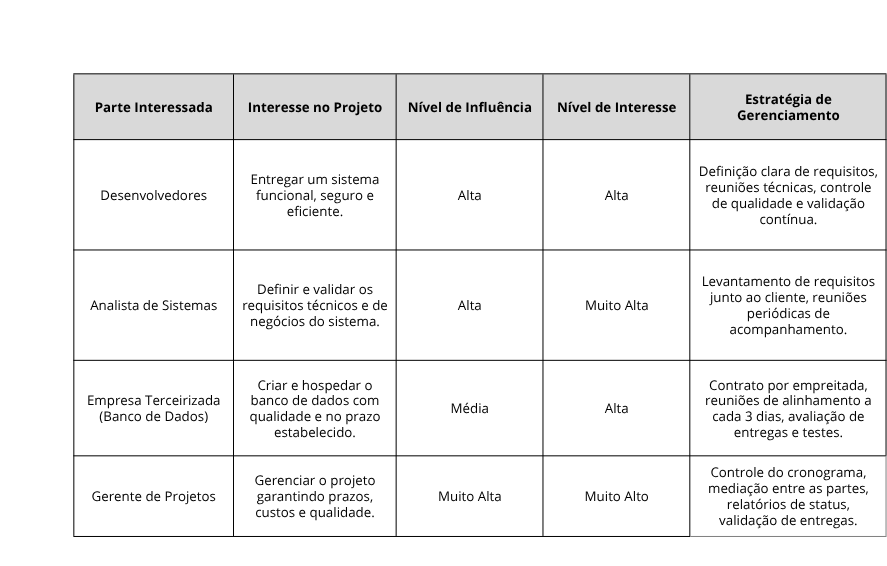 Parte Interessada
Interesse no Projeto
Nível de Influência
Nível de Interesse
Estratégia de
Gerenciamento
Desenvolvedores
Entregar um sistema
funcional, seguro e
eficiente.
Alta
Alta
Definição clara de requisitos,
reuniões técnicas, controle
de qualidade e validação
contínua.
Analista de Sistemas
Definir e validar os
requisitos técnicos e de
negócios do sistema.
Alta
Muito Alta
Levantamento de requisitos
junto ao cliente, reuniões
periódicas de
acompanhamento.
Empresa Terceirizada
(Banco de Dados)
Criar e hospedar o
banco de dados com
qualidade e no prazo
estabelecido.
Média
Alta
Contrato por empreitada,
reuniões de alinhamento a
cada 3 dias, avaliação de
entregas e testes.
Gerente de Projetos
Gerenciar o projeto
garantindo prazos,
custos e qualidade.
Muito Alta
Muito Alto
Controle do cronograma,
mediação entre as partes,
relatórios de status,
validação de entregas.